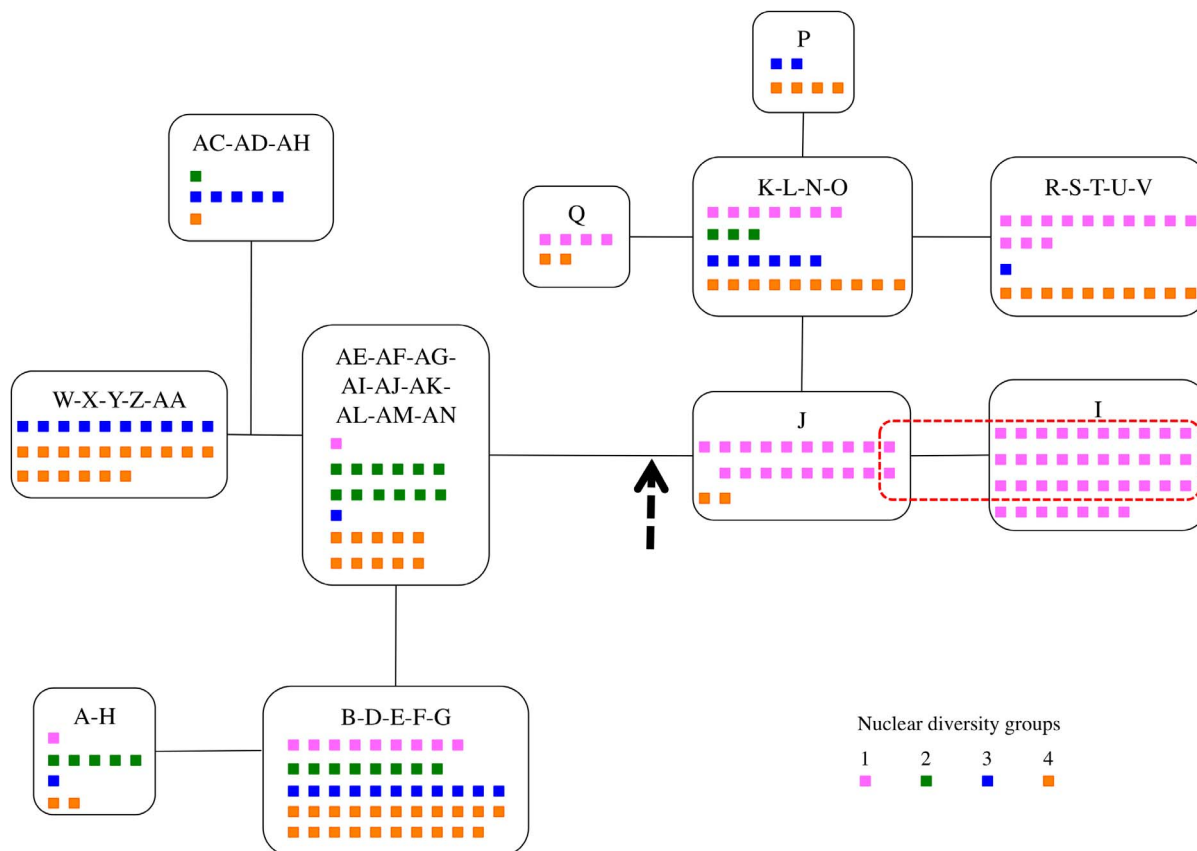 P
AC-AD-AH
K-L-N-O
R-S-T-U-V
Q
AE-AF-AG-
AI-AJ-AK-
AL-AM-AN
W-X-Y-Z-AA
J
I
A-H
B-D-E-F-G
Nuclear diversity groups
1 2 3 4